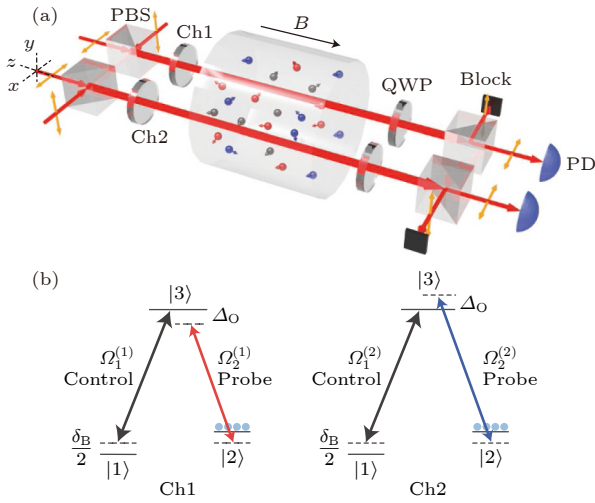 (a)
PBS
Ch1
B
y
z
x
QWP
Block
Ch2
PD
(b)
|3⟩
Δ_O
Ω_1^(1)
Control
Ω_2^(1)
Probe
δ_B/2
|1⟩
|2⟩
Ch1
|3⟩
Δ_O
Ω_1^(2)
Control
Ω_2^(2)
Probe
δ_B/2
|1⟩
|2⟩
Ch2